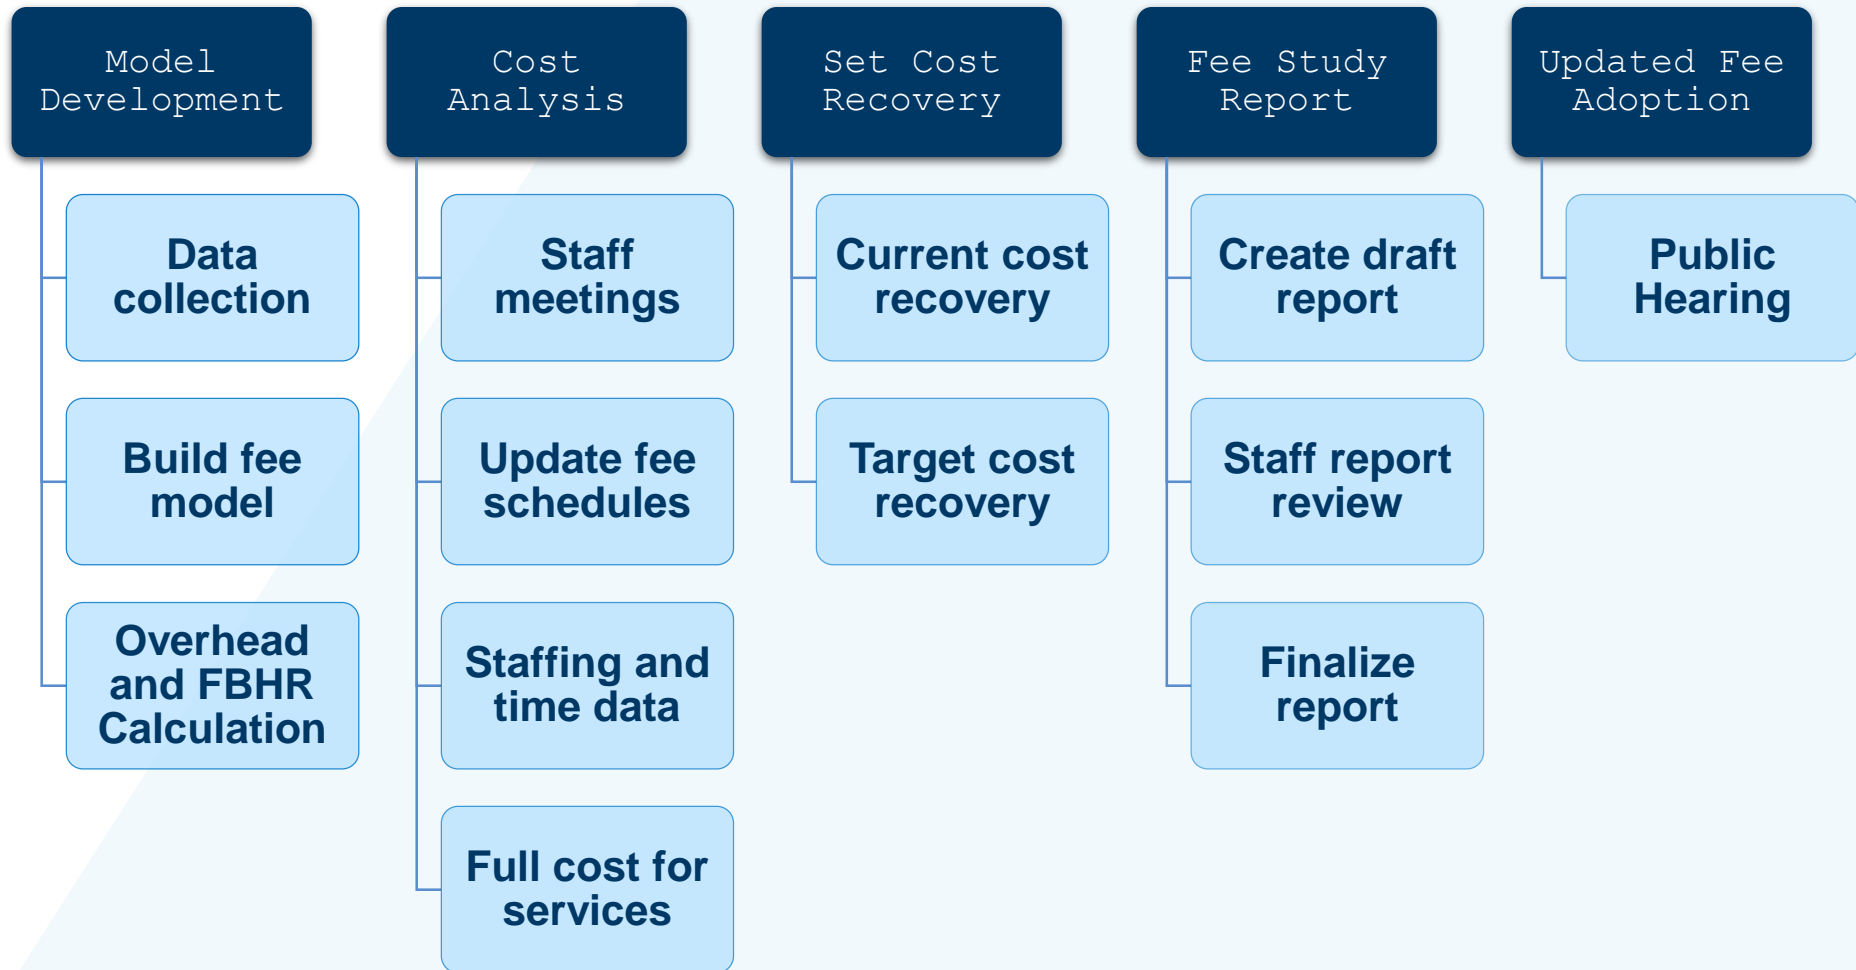 Model
Development
Data
collection
Build fee
model
Overhead
and FBHR
Calculation
Cost
Analysis
Staff
meetings
Update fee
schedules
Staffing and
time data
Full cost for
services
Set Cost
Recovery
Current cost
recovery
Target cost
recovery
Fee Study
Report
Create draft
report
Staff report
review
Finalize
report
Updated Fee
Adoption
Public
Hearing